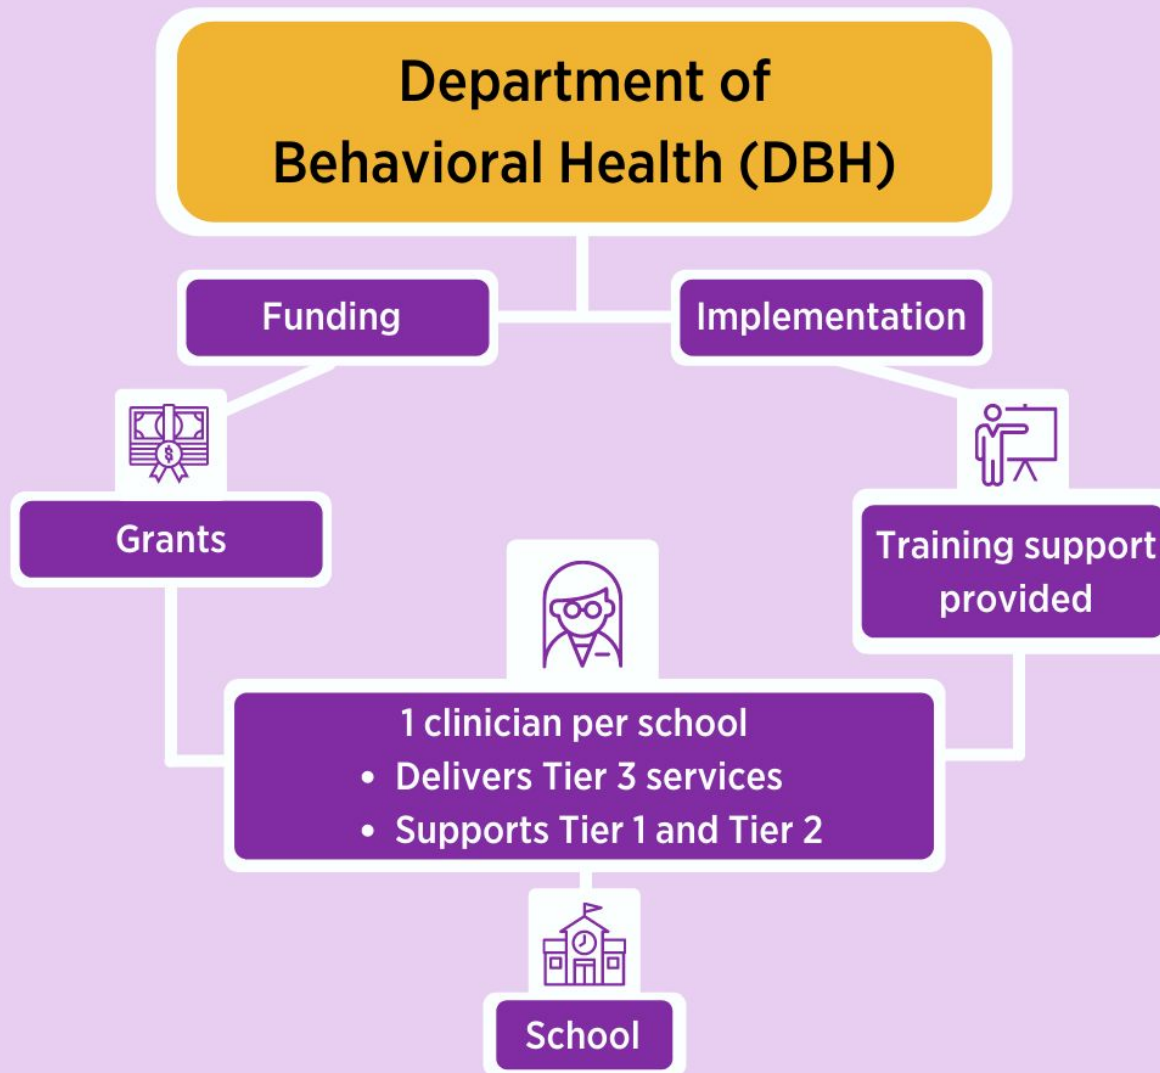 Department of
Behavioral Health (DBH)
Funding
Implementation
$
Grants
Training support
provided
1 clinician per school
• Delivers Tier 3 services
• Supports Tier 1 and Tier 2
School